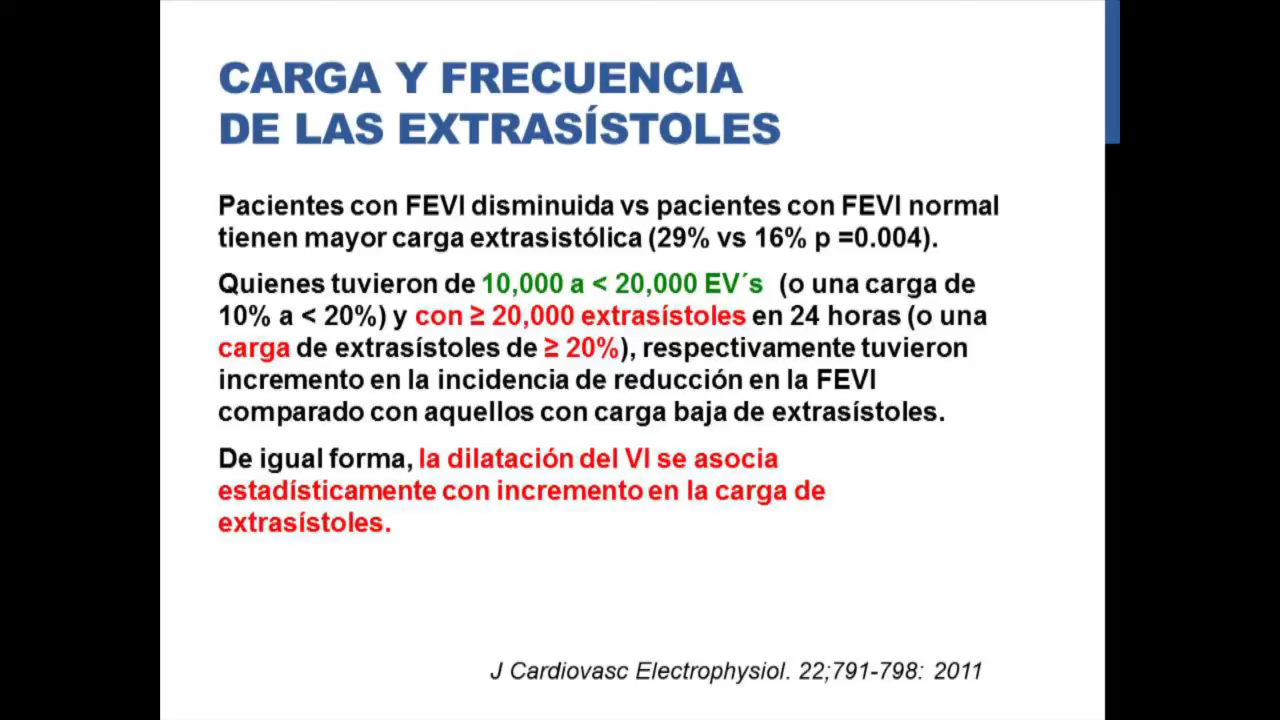 CARGA Y FRECUENCIA
DE LAS EXTRASÍSTOLES
Pacientes con FEVI disminuida vs pacientes con FEVI normal
tienen mayor carga extrasistólica (29% vs 16% p =0.004).
Quienes tuvieron de 10,000 a < 20,000 EV´s (o una carga de
10% a < 20%) y con ≥ 20,000 extrasístoles en 24 horas (o una
carga de extrasístoles de ≥ 20%), respectivamente tuvieron
incremento en la incidencia de reducción en la FEVI
comparado con aquellos con carga baja de extrasístoles.
De igual forma, la dilatación del VI se asocia
estadísticamente con incremento en la carga de
extrasístoles.
J Cardiovasc Electrophysiol. 22;791-798: 2011